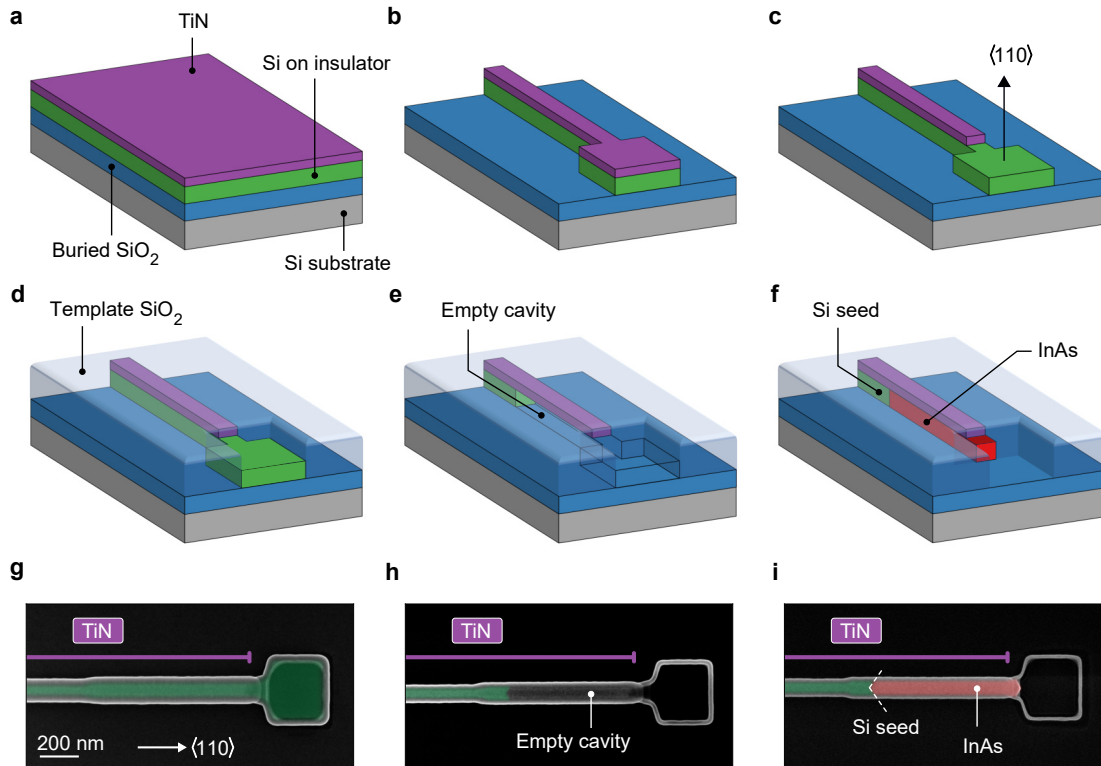 a
b
c
TiN
Si on insulator
⟨110⟩
Buried SiO₂
Si substrate
d
e
f
Template SiO₂
Empty cavity
Si seed
InAs
g
h
i
TiN
TiN
TiN
200 nm
⟨110⟩
Empty cavity
Si seed
InAs